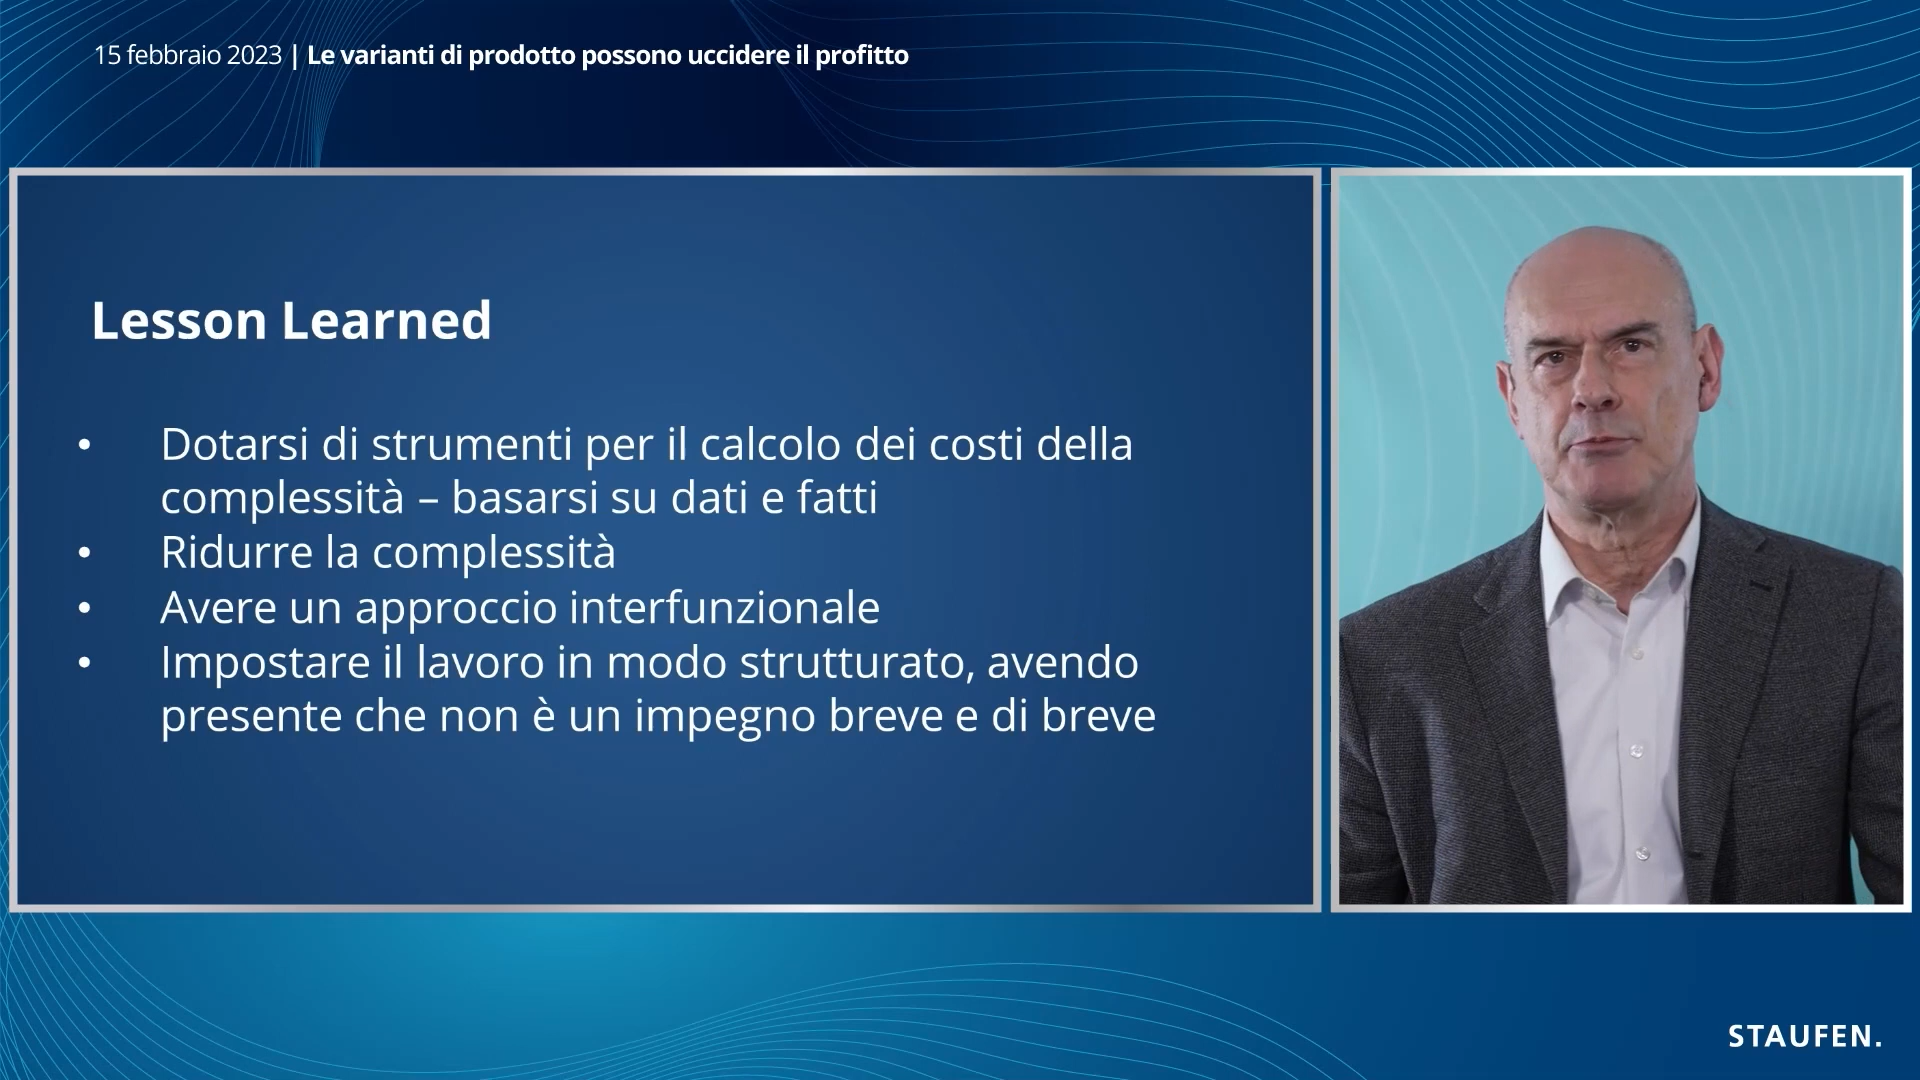 15 febbraio 2023 | Le varianti di prodotto possono uccidere il profitto
Lesson Learned
• Dotarsi di strumenti per il calcolo dei costi della
complessità – basarsi su dati e fatti
• Ridurre la complessità
• Avere un approccio interfunzionale
• Impostare il lavoro in modo strutturato, avendo
presente che non è un impegno breve e di breve
STAUFEN.